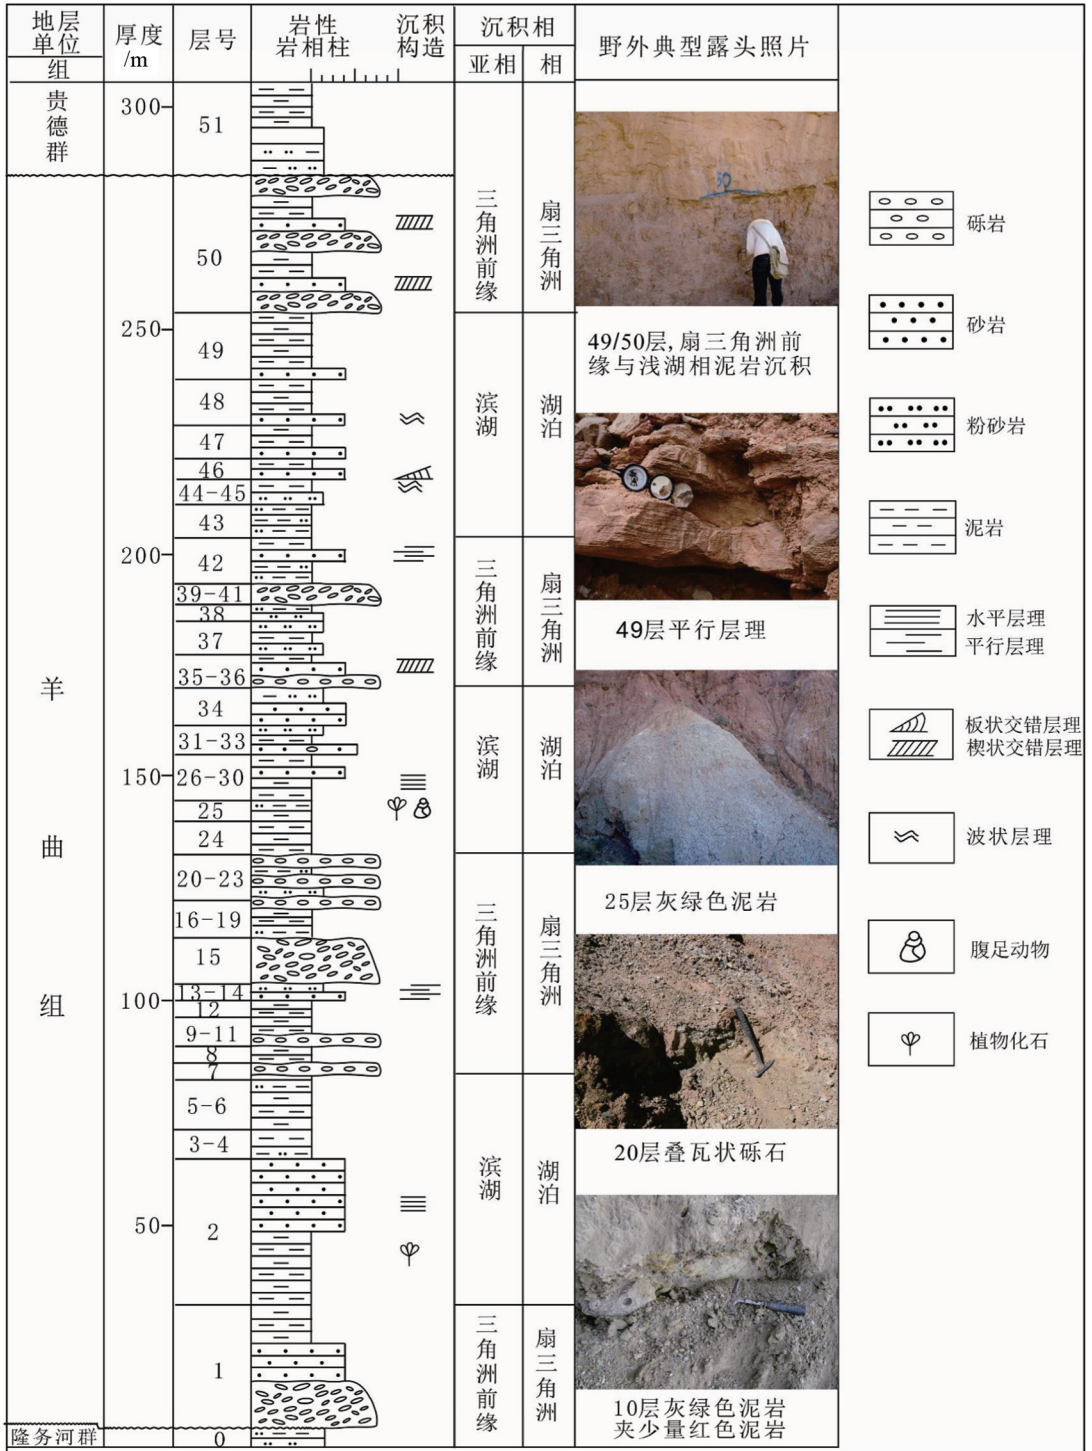 地层
单位
组
厚度
/m
层号
岩性
岩相柱
沉积
构造
沉积相
亚相
相
野外典型露头照片
贵德群
羊曲组
隆务河群
300
250
200
150
100
50
51
50
49
48
47
46
44-45
43
42
39-41
38
37
35-36
34
31-33
26-30
25
24
20-23
16-19
15
13-14
12
9-11
8
7
5-6
3-4
2
1
0
三角洲前缘
扇三角洲
滨湖
湖泊
三角洲前缘
扇三角洲
滨湖
湖泊
三角洲前缘
扇三角洲
滨湖
湖泊
三角洲前缘
扇三角洲
50
49/50层,扇三角洲前
缘与浅湖相泥岩沉积
49层平行层理
25层灰绿色泥岩
20层叠瓦状砾石
10层灰绿色泥岩
夹少量红色泥岩
砾岩
砂岩
粉砂岩
泥岩
水平层理
平行层理
板状交错层理
楔状交错层理
波状层理
腹足动物
植物化石